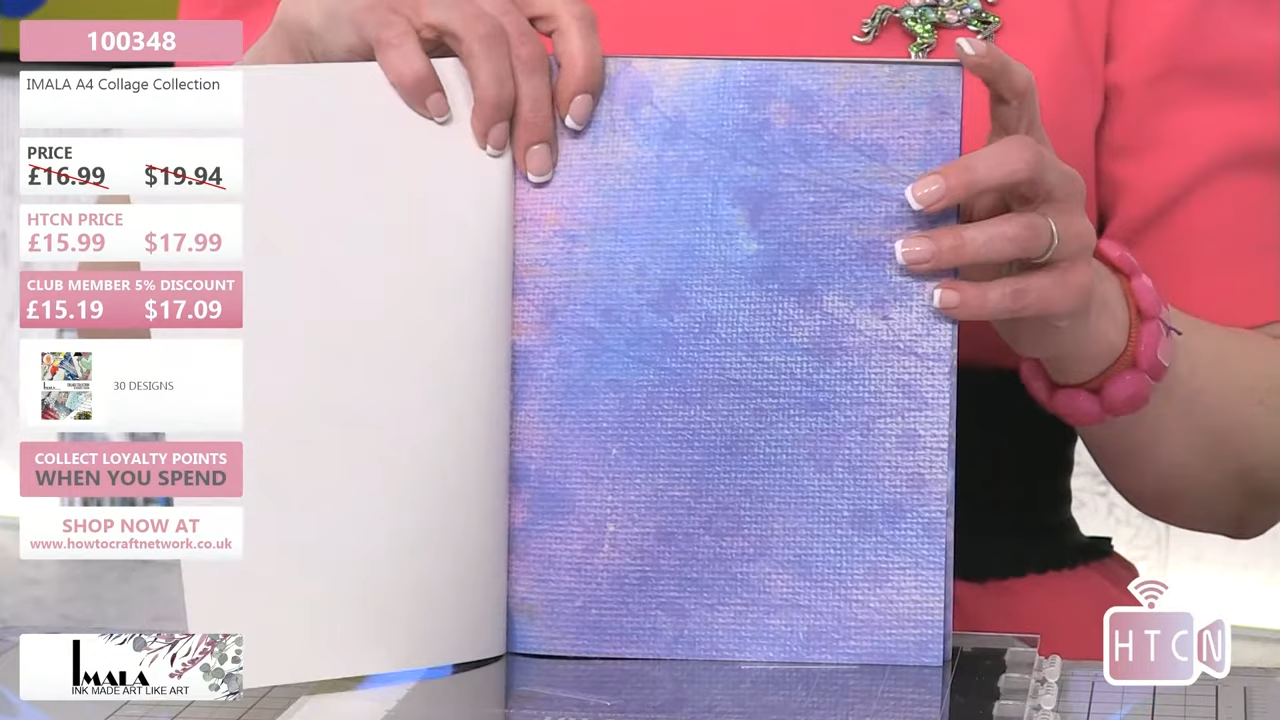 100348
IMALA A4 Collage Collection
PRICE
£16.99 $19.94
HTCN PRICE
£15.99 $17.99
CLUB MEMBER 5% DISCOUNT
£15.19 $17.09
30 DESIGNS
COLLECT LOYALTY POINTS
WHEN YOU SPEND
SHOP NOW AT
www.howtocraftnetwork.co.uk
IMALA
INK MADE ART LIKE ART
HTCN